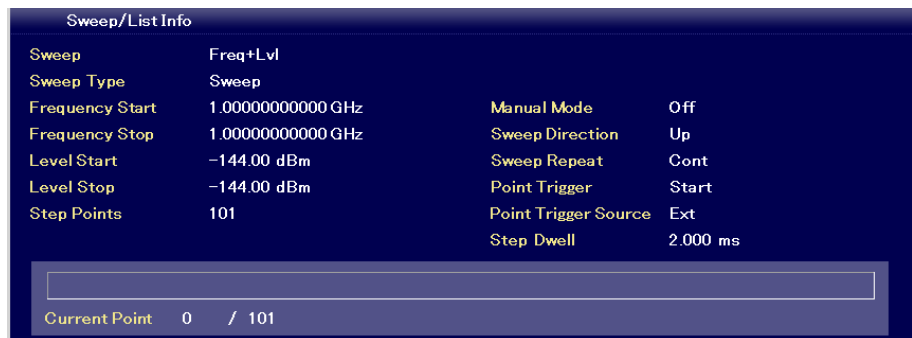 Sweep/List Info
Sweep Freq+Lvl
Sweep Type Sweep
Frequency Start 1.00000000000 GHz Manual Mode Off
Frequency Stop 1.00000000000 GHz Sweep Direction Up
Level Start -144.00 dBm Sweep Repeat Cont
Level Stop -144.00 dBm Point Trigger Start
Step Points 101 Point Trigger Source Ext
Step Dwell 2.000 ms
Current Point 0 / 101